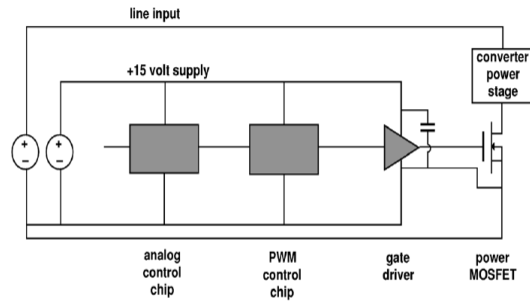 line input
converter
power
stage
+15 volt supply
+
−
+
−
analog
control
chip
PWM
control
chip
gate
driver
power
MOSFET